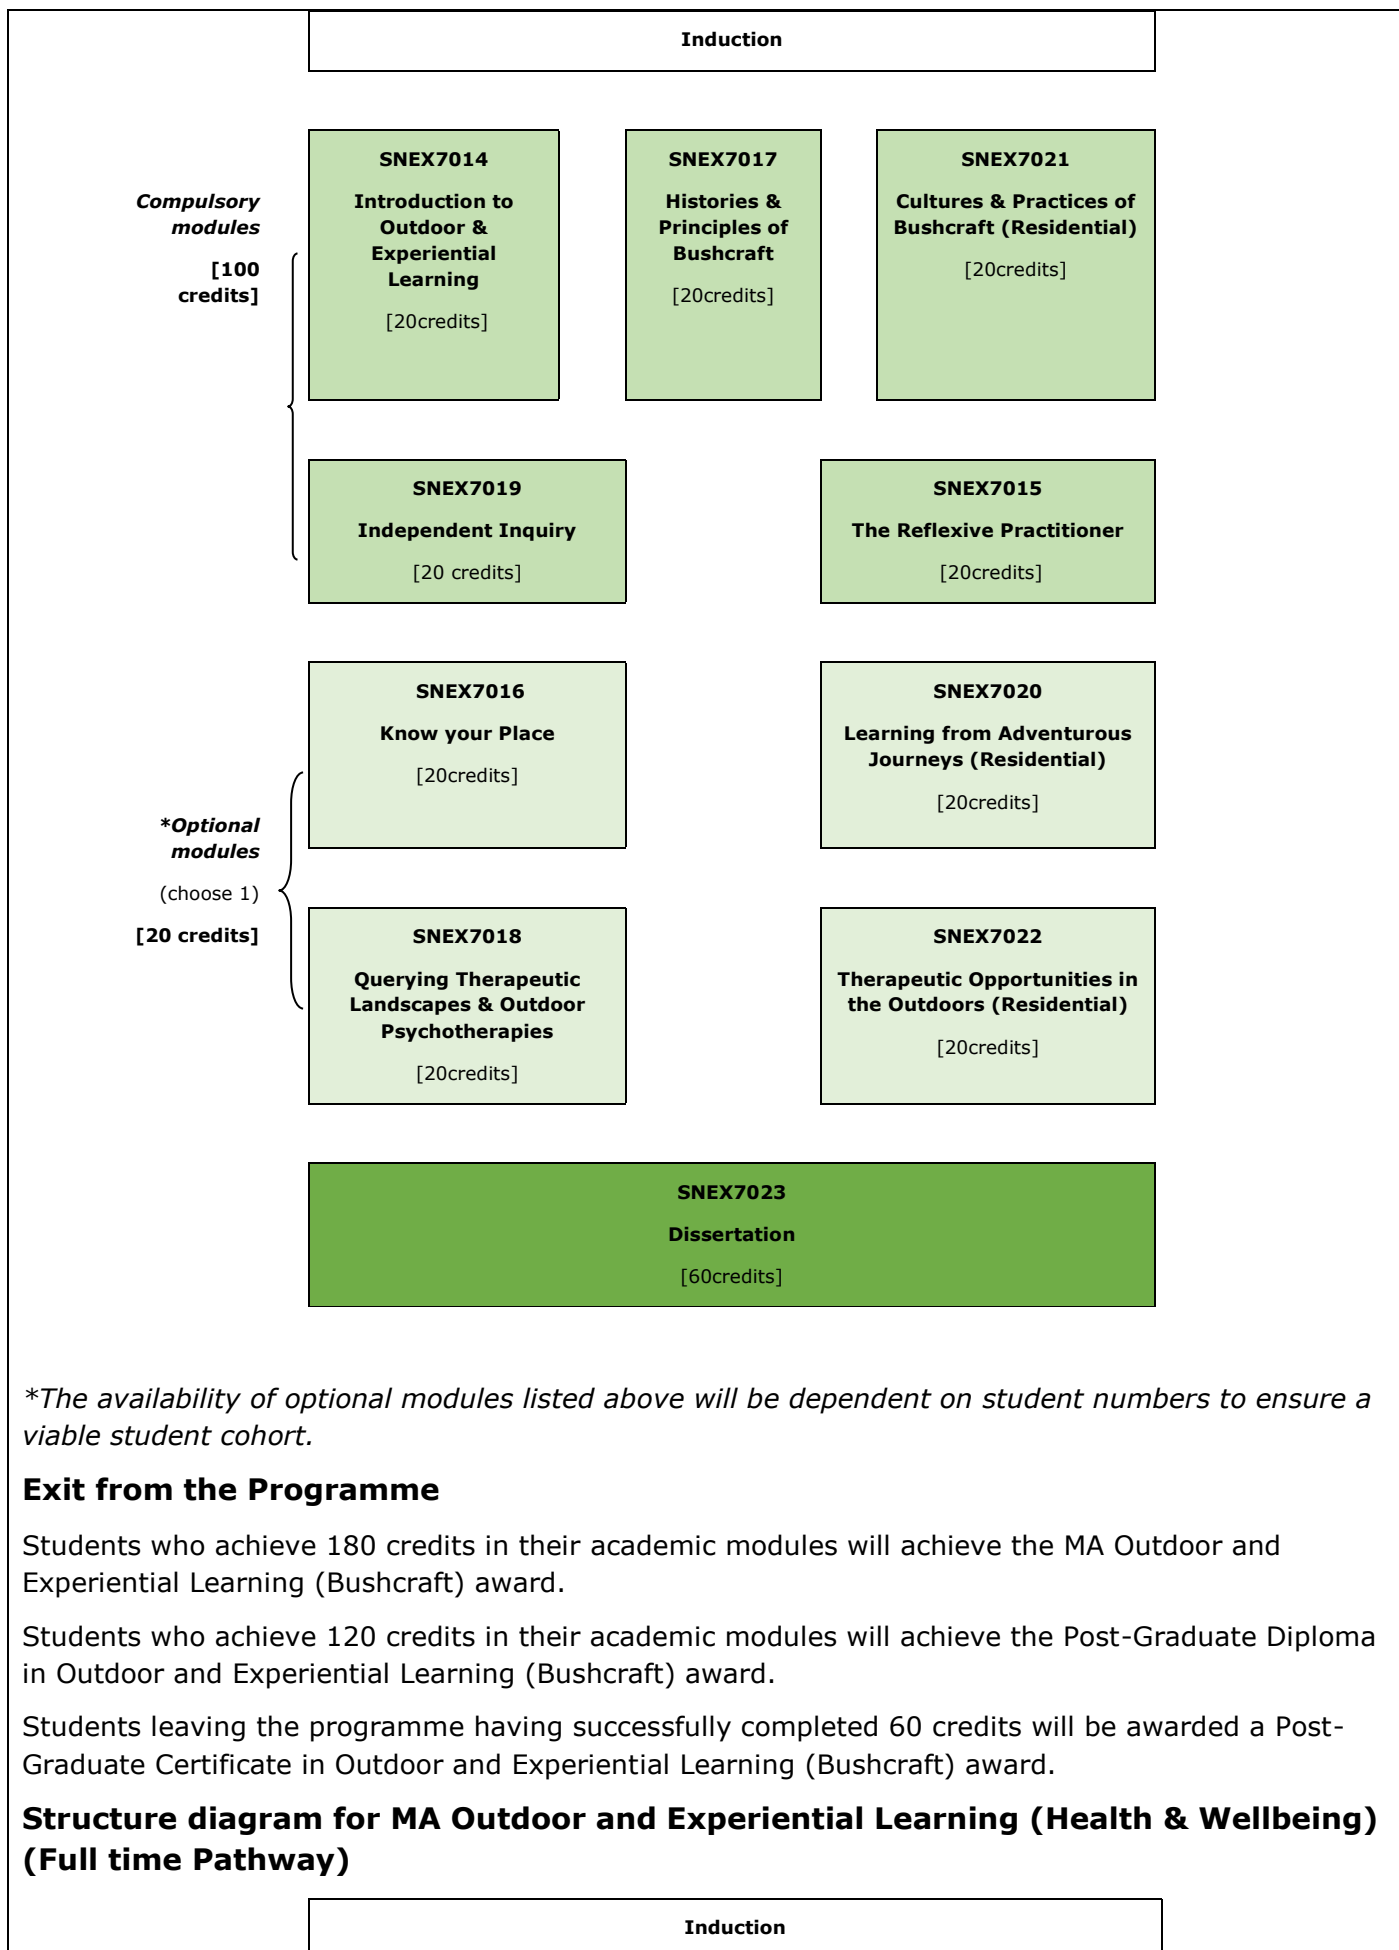 Induction
Compulsory
modules
[100
credits]
SNEX7014
Introduction to
Outdoor &
Experiential
Learning
[20credits]
SNEX7017
Histories &
Principles of
Bushcraft
[20credits]
SNEX7021
Cultures & Practices of
Bushcraft (Residential)
[20credits]
SNEX7019
Independent Inquiry
[20 credits]
SNEX7015
The Reflexive Practitioner
[20credits]
*Optional
modules
(choose 1)
[20 credits]
SNEX7016
Know your Place
[20credits]
SNEX7020
Learning from Adventurous
Journeys (Residential)
[20credits]
SNEX7018
Querying Therapeutic
Landscapes & Outdoor
Psychotherapies
[20credits]
SNEX7022
Therapeutic Opportunities in
the Outdoors (Residential)
[20credits]
SNEX7023
Dissertation
[60credits]
*The availability of optional modules listed above will be dependent on student numbers to ensure a
viable student cohort.
Exit from the Programme
Students who achieve 180 credits in their academic modules will achieve the MA Outdoor and
Experiential Learning (Bushcraft) award.
Students who achieve 120 credits in their academic modules will achieve the Post-Graduate Diploma
in Outdoor and Experiential Learning (Bushcraft) award.
Students leaving the programme having successfully completed 60 credits will be awarded a Post-
Graduate Certificate in Outdoor and Experiential Learning (Bushcraft) award.
Structure diagram for MA Outdoor and Experiential Learning (Health & Wellbeing)
(Full time Pathway)
Induction